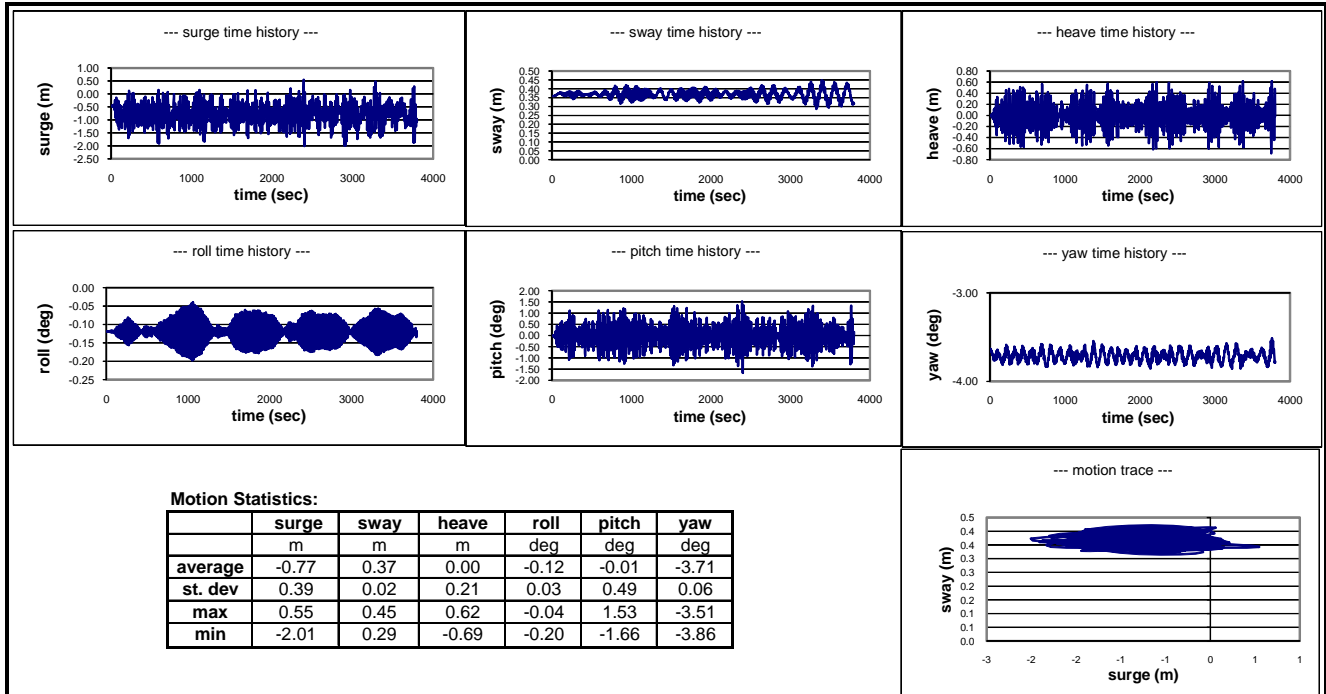 --- surge time history ---
1.00
0.50
0.00
-0.50
-1.00
-1.50
-2.00
-2.50
surge (m)
0 1000 2000 3000 4000
time (sec)
--- sway time history ---
0.50
0.45
0.40
0.35
0.30
0.25
0.20
0.15
0.10
0.05
0.00
sway (m)
0 1000 2000 3000 4000
time (sec)
--- heave time history ---
0.80
0.60
0.40
0.20
0.00
-0.20
-0.40
-0.60
-0.80
heave (m)
0 1000 2000 3000 4000
time (sec)
--- roll time history ---
0.00
-0.05
-0.10
-0.15
-0.20
-0.25
roll (deg)
0 1000 2000 3000 4000
time (sec)
--- pitch time history ---
2.00
1.50
1.00
0.50
0.00
-0.50
-1.00
-1.50
-2.00
pitch (deg)
0 1000 2000 3000 4000
time (sec)
--- yaw time history ---
-3.00
-4.00
yaw (deg)
0 1000 2000 3000 4000
time (sec)
Motion Statistics:
surge sway heave roll pitch yaw
m m m deg deg deg
average -0.77 0.37 0.00 -0.12 -0.01 -3.71
st. dev 0.39 0.02 0.21 0.03 0.49 0.06
max 0.55 0.45 0.62 -0.04 1.53 -3.51
min -2.01 0.29 -0.69 -0.20 -1.66 -3.86
--- motion trace ---
0.5
0.4
0.4
0.3
0.3
0.2
0.2
0.1
0.1
0.0
sway (m)
-3 -2 -2 -1 -1 0 1 1
surge (m)